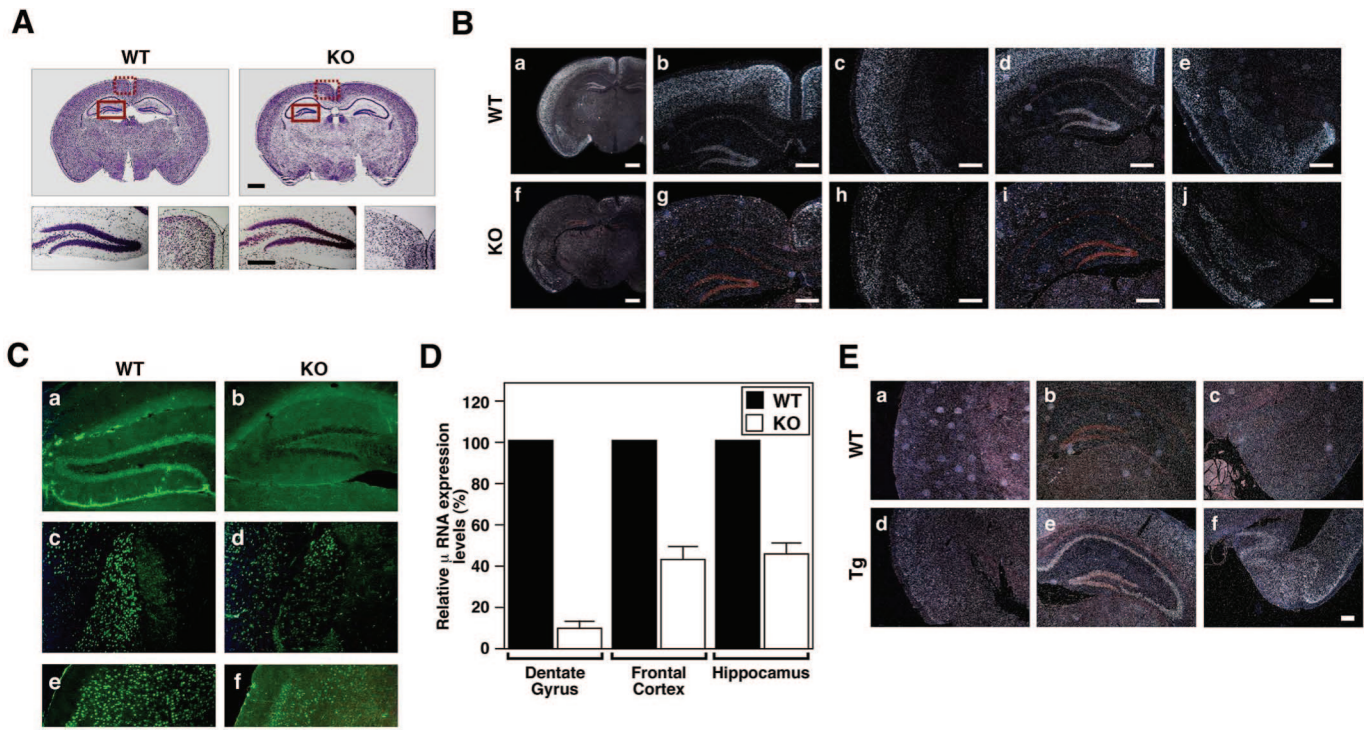 A
WT KO
B
WT
a b c d e
KO
f g h i j
C
WT KO
a b
c d
e f
D
Relative μ RNA expression
levels (%)
120
100
80
60
40
20
0
WT
KO
Dentate
Gyrus
Frontal
Cortex
Hippocamus
E
WT
a b c
Tg
d e f